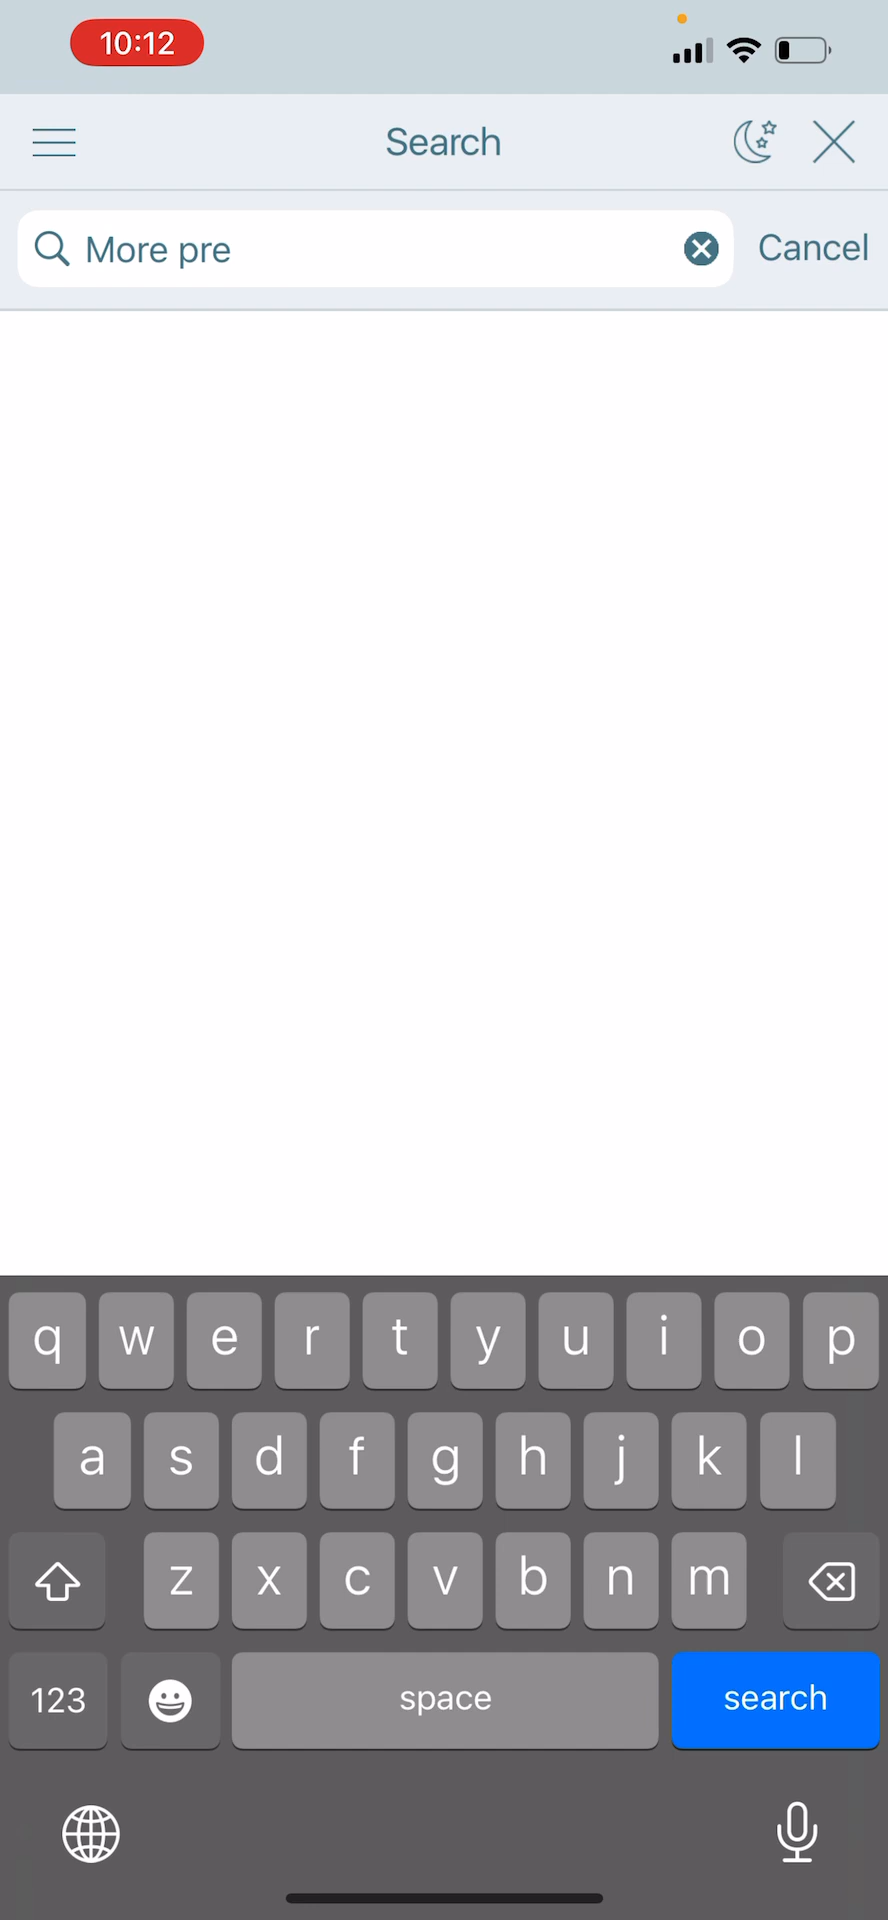 10:12
Search
More pre
Cancel
q w e r t y u i o p
a s d f g h j k l
z x c v b n m
123 space search